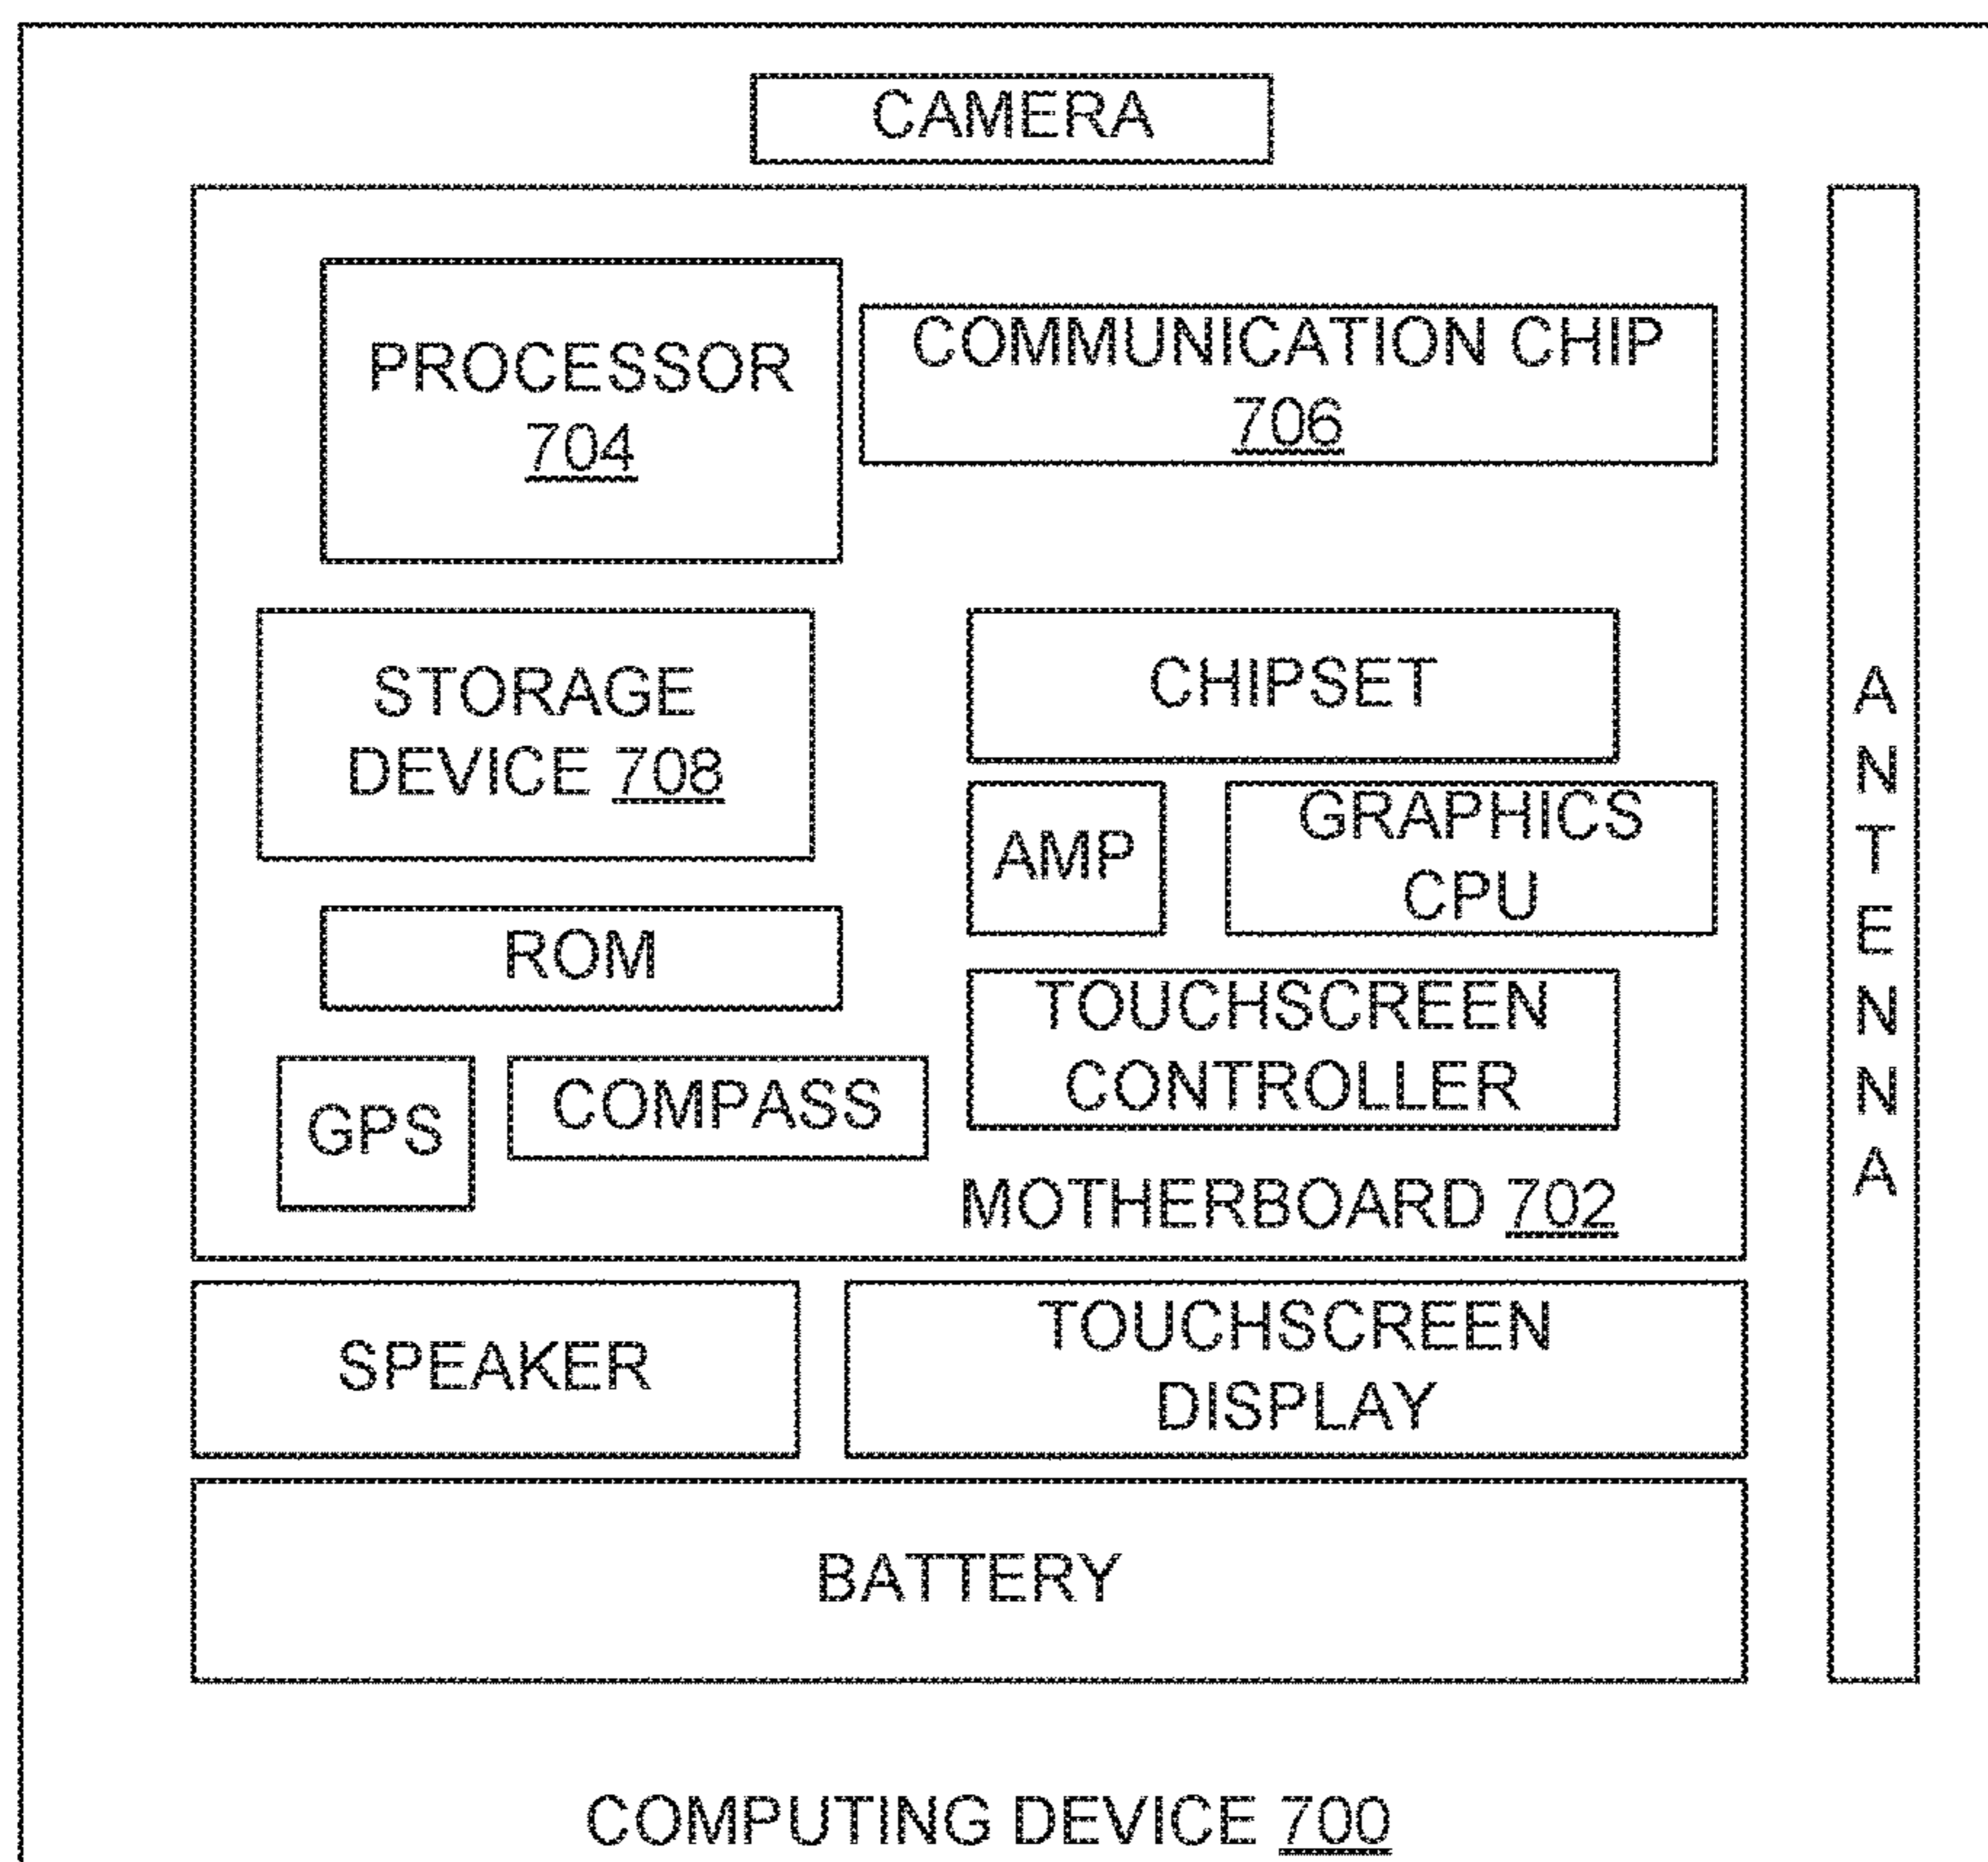 CAMERA
PROCESSOR
704
COMMUNICATION CHIP
706
STORAGE
DEVICE 708
CHIPSET
AMP
GRAPHICS
CPU
ROM
TOUCHSCREEN
CONTROLLER
GPS
COMPASS
MOTHERBOARD 702
ANTENNA
SPEAKER
TOUCHSCREEN
DISPLAY
BATTERY
COMPUTING DEVICE 700